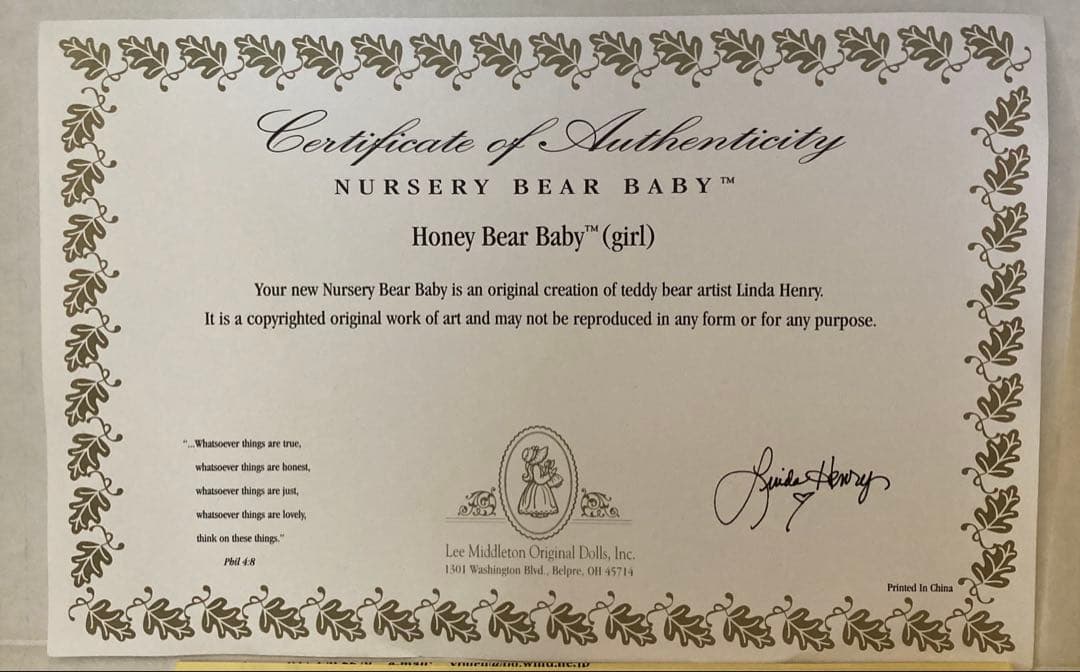 Certificate of Authenticity
NURSERY BEAR BABY™
Honey Bear Baby™ (girl)
Your new Nursery Bear Baby is an original creation of teddy bear artist Linda Henry.
It is a copyrighted original work of art and may not be reproduced in any form or for any purpose.
"...Whatsoever things are true,
whatsoever things are honest,
whatsoever things are just,
whatsoever things are lovely,
think on these things."
Phil 4:8
Lee Middleton Original Dolls, Inc.
1301 Washington Blvd., Belpre, OH 45714
Linda Henry
Printed In China